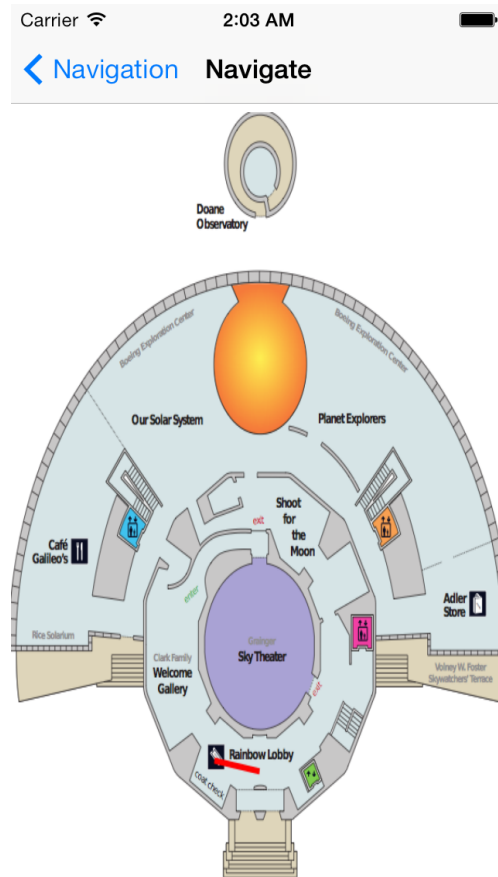 Carrier 2:03 AM
Navigation Navigate
Doane
Observatory
Boeing Exploration Center
Boeing Exploration Center
Our Solar System
Planet Explorers
Shoot
for
the
Moon
exit
Café
Galileo's
enter
Adler
Store
Rice Solarium
Grainger
Sky Theater
Clark Family
Welcome
Gallery
Volney W. Foster
Skywatchers' Terrace
exit
Rainbow Lobby
coat check